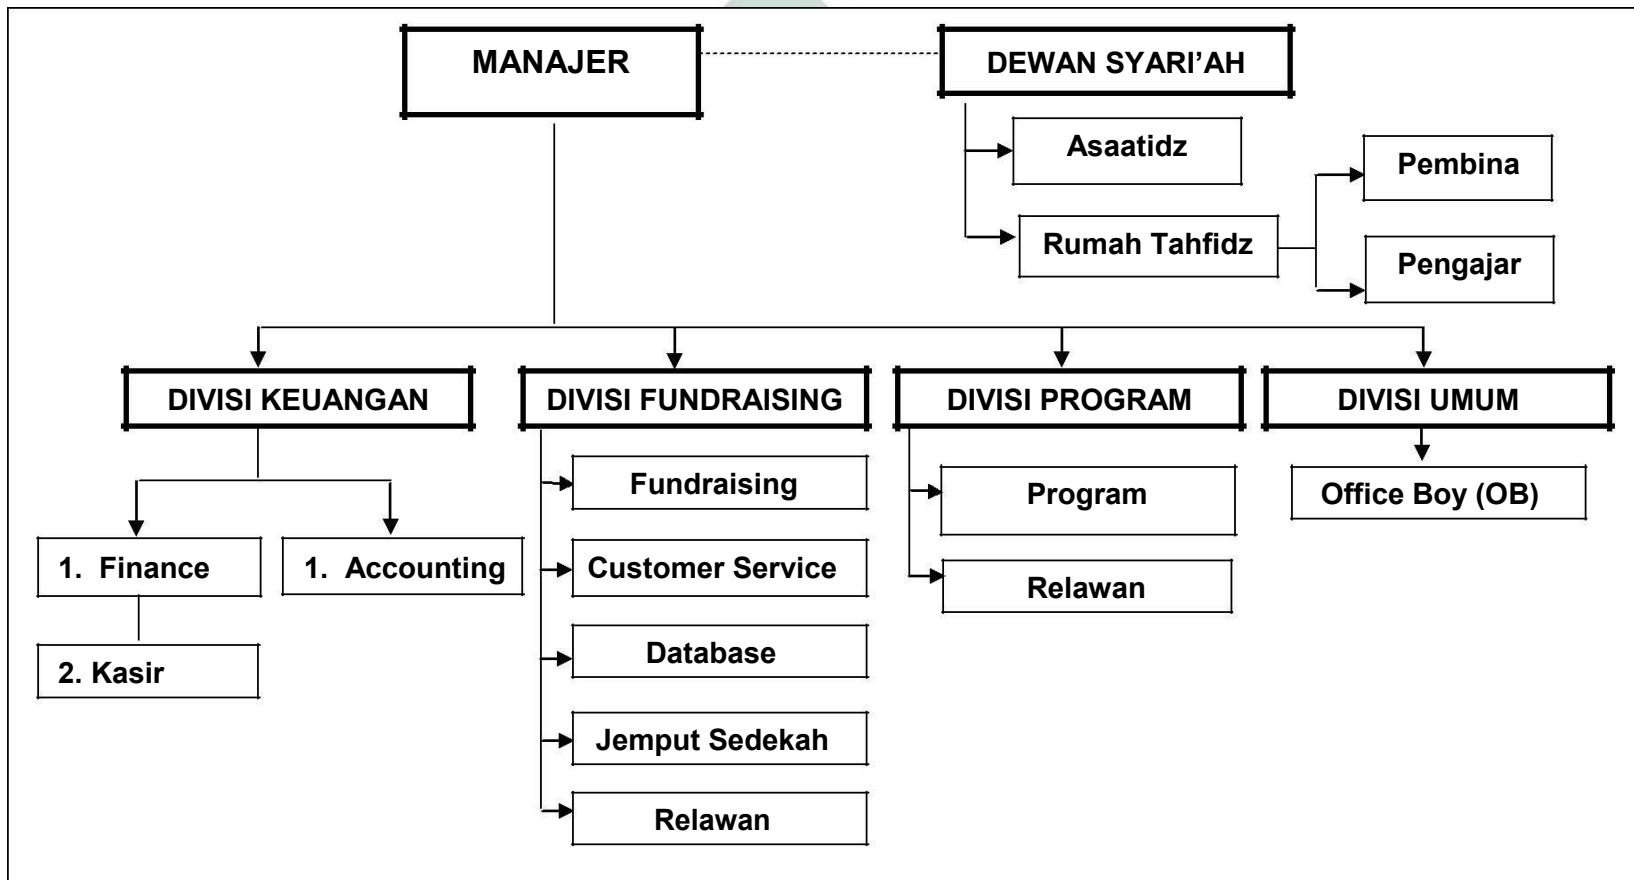 MANAJER
DEWAN SYARI’AH
Asaatidz
Pembina
Rumah Tahfidz
Pengajar
DIVISI KEUANGAN
DIVISI FUNDRAISING
DIVISI PROGRAM
DIVISI UMUM
Fundraising
Program
Office Boy (OB)
1. Finance
1. Accounting
Customer Service
Relawan
2. Kasir
Database
Jemput Sedekah
Relawan